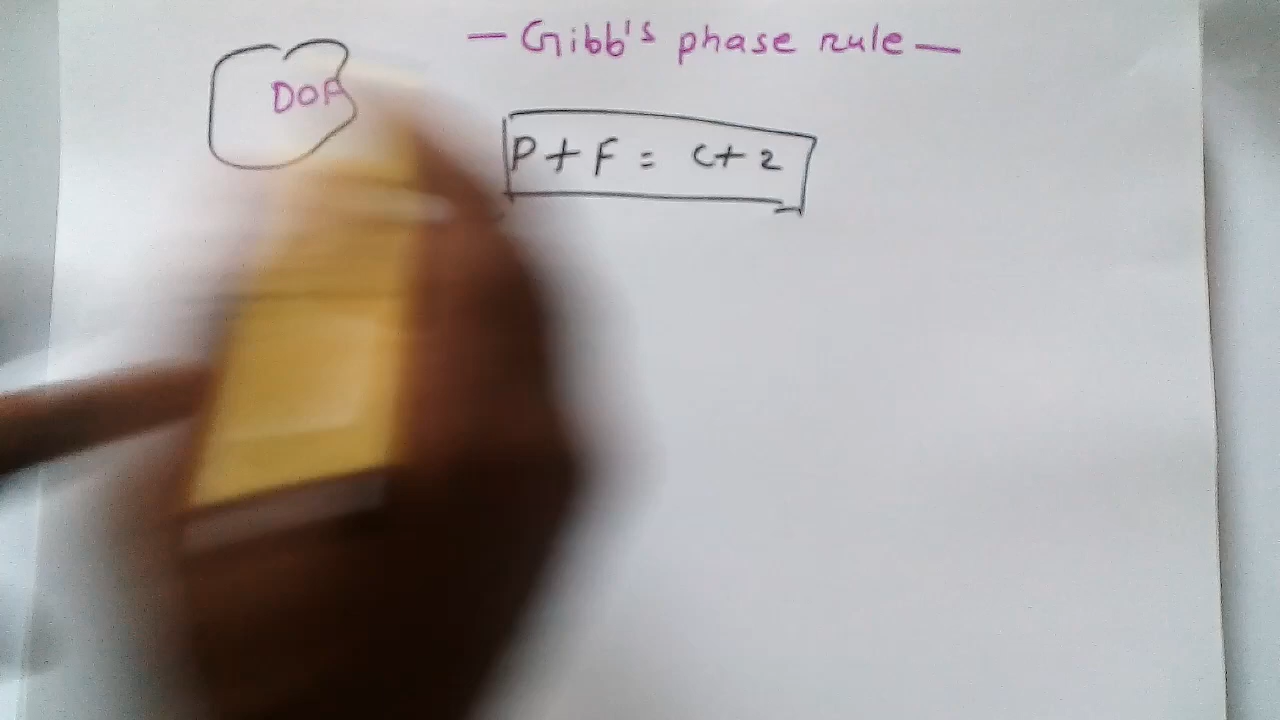 — Gibb's phase rule —
DOF
P + F = C + 2